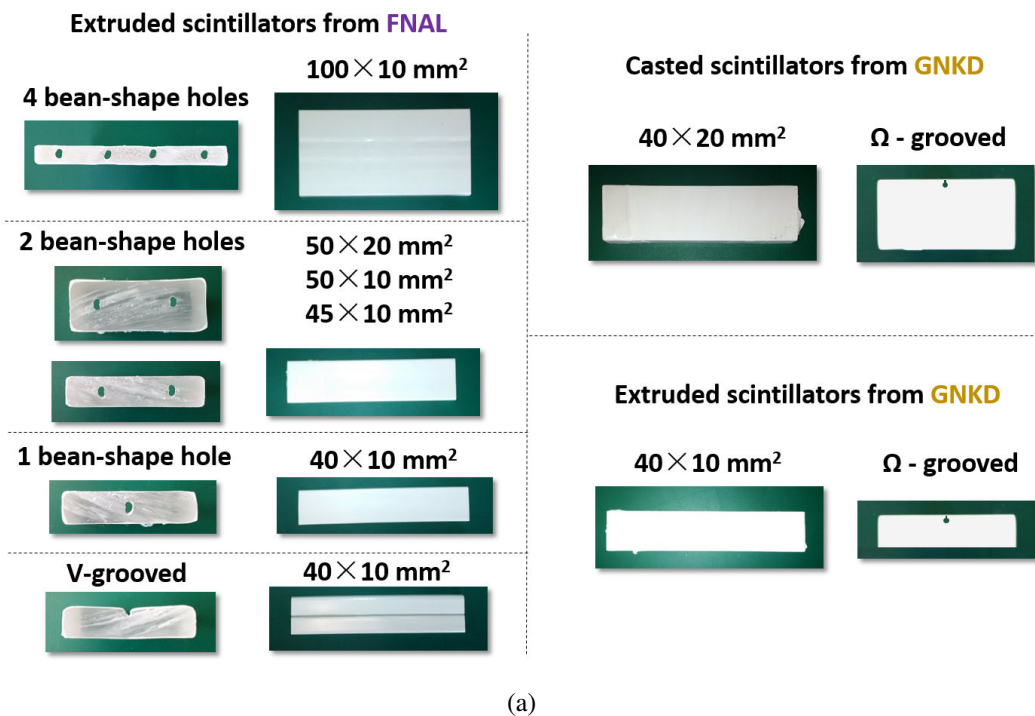 Extruded scintillators from FNAL
4 bean-shape holes
100×10 mm²
2 bean-shape holes
50×20 mm²
50×10 mm²
45×10 mm²
1 bean-shape hole
40×10 mm²
V-grooved
40×10 mm²
Casted scintillators from GNKD
40×20 mm²
Ω - grooved
Extruded scintillators from GNKD
40×10 mm²
Ω - grooved
(a)